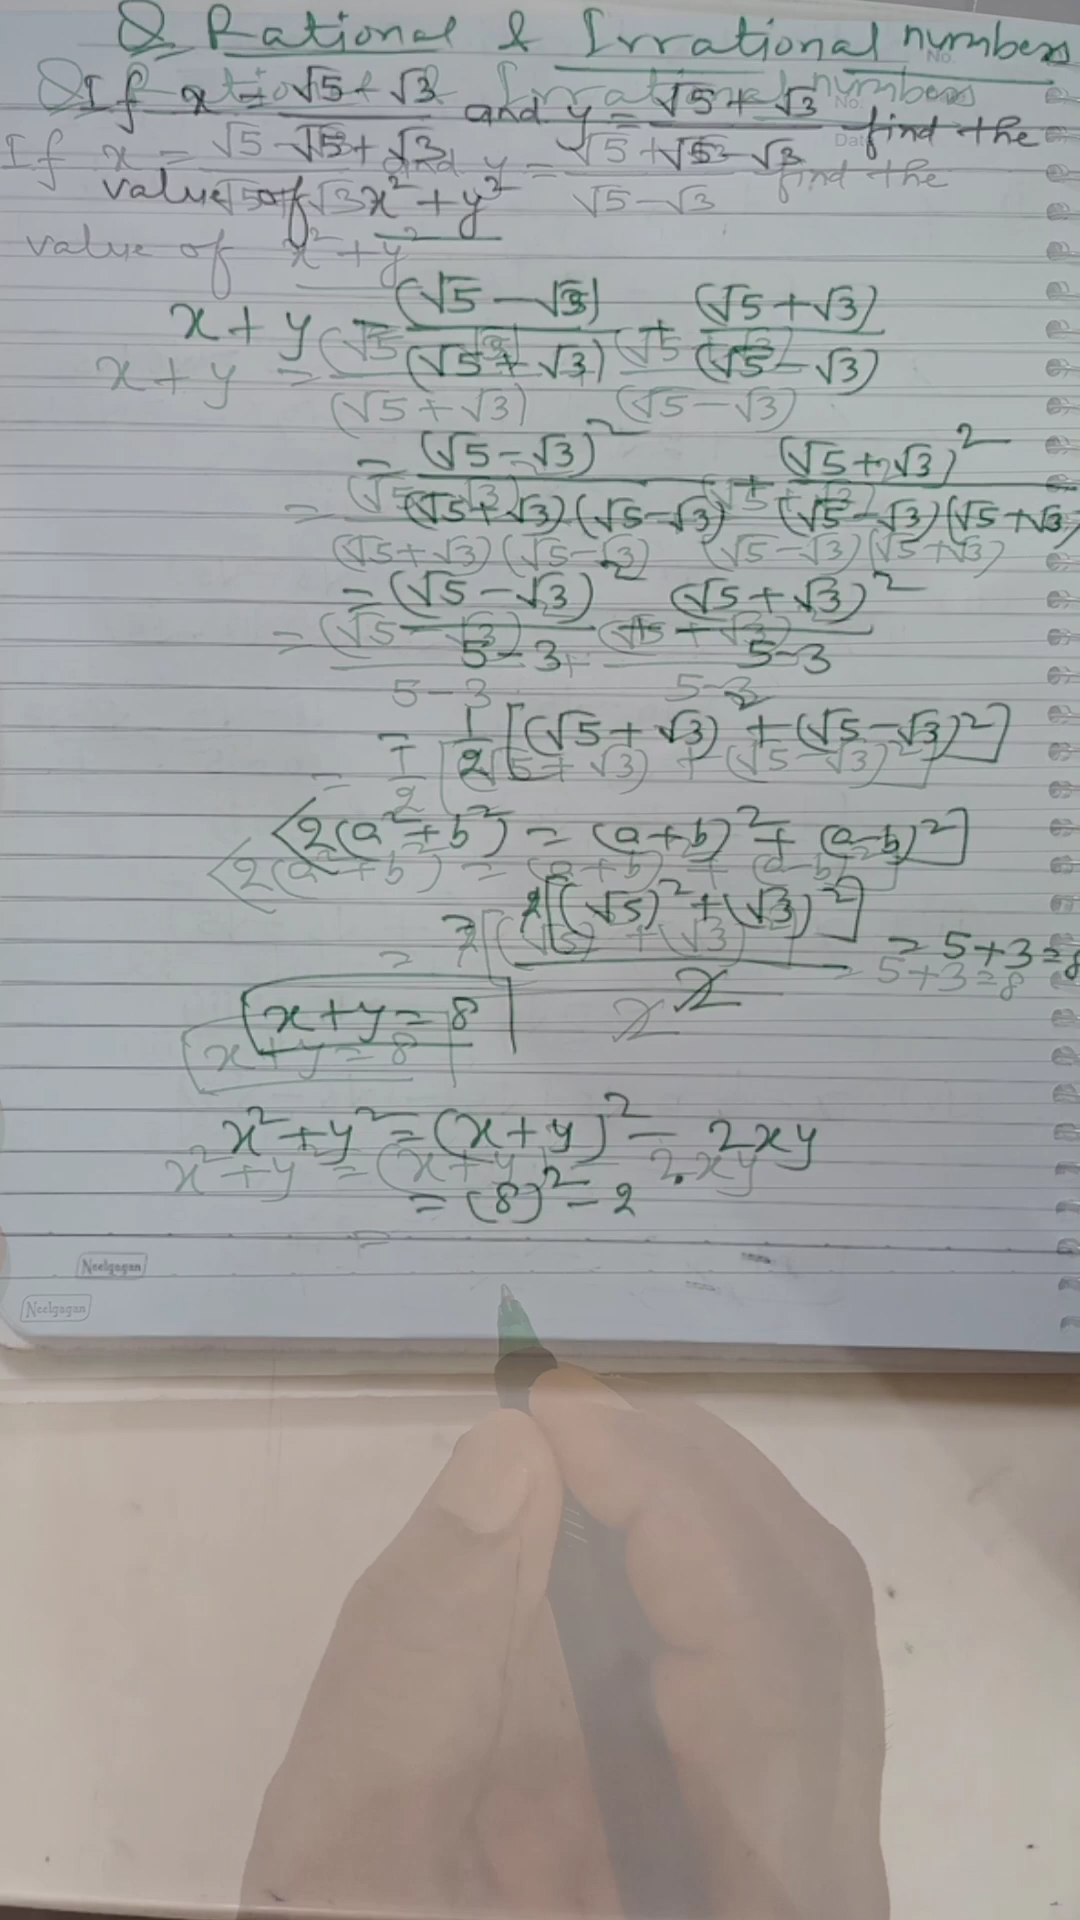 Q Rational & Irrational numbers
If x = √5 - √3 / √5 + √3 and y = √5 + √3 / √5 - √3 find the
value of x² + y²
x + y = (√5 - √3) / (√5 + √3) + (√5 + √3) / (√5 - √3)
= (√5 - √3)² / (√5 + √3)(√5 - √3) + (√5 + √3)² / (√5 - √3)(√5 + √3)
= (√5 - √3)² / 5 - 3 + (√5 + √3)² / 5 - 3
= 1/2 [(√5 + √3)² + (√5 - √3)²]
<2(a² + b²) = (a + b)² + (a - b)²]
= 2[(√5)² + (√3)²] / 2 = 5 + 3 = 8
x + y = 8
x² + y² = (x + y)² - 2xy
= (8)² - 2
Neelgagan